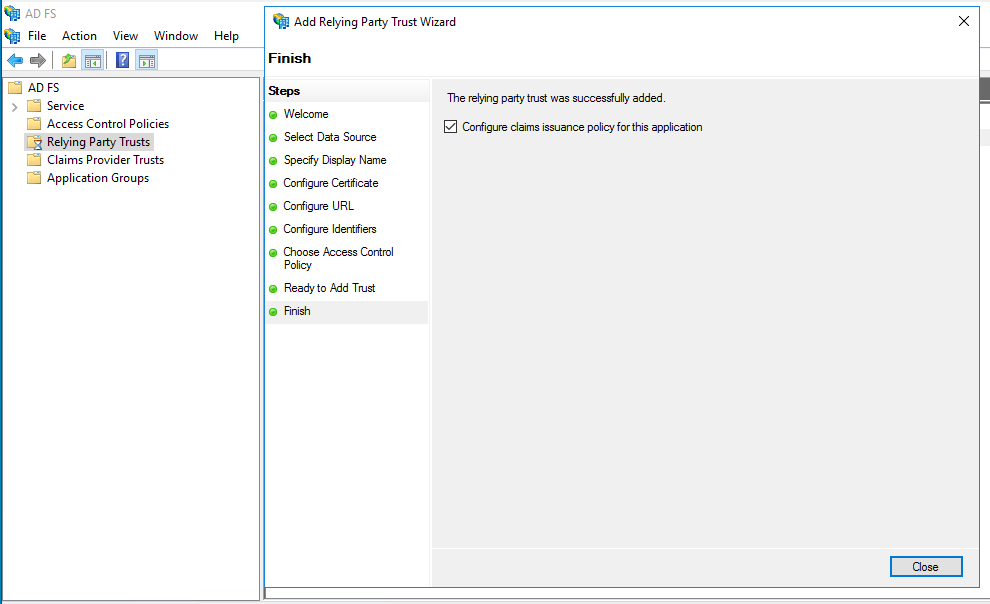 AD FS
File Action View Window Help
AD FS
Service
Access Control Policies
Relying Party Trusts
Claims Provider Trusts
Application Groups
Add Relying Party Trust Wizard
Finish
Steps
Welcome
Select Data Source
Specify Display Name
Configure Certificate
Configure URL
Configure Identifiers
Choose Access Control
Policy
Ready to Add Trust
Finish
The relying party trust was successfully added.
Configure claims issuance policy for this application
Close